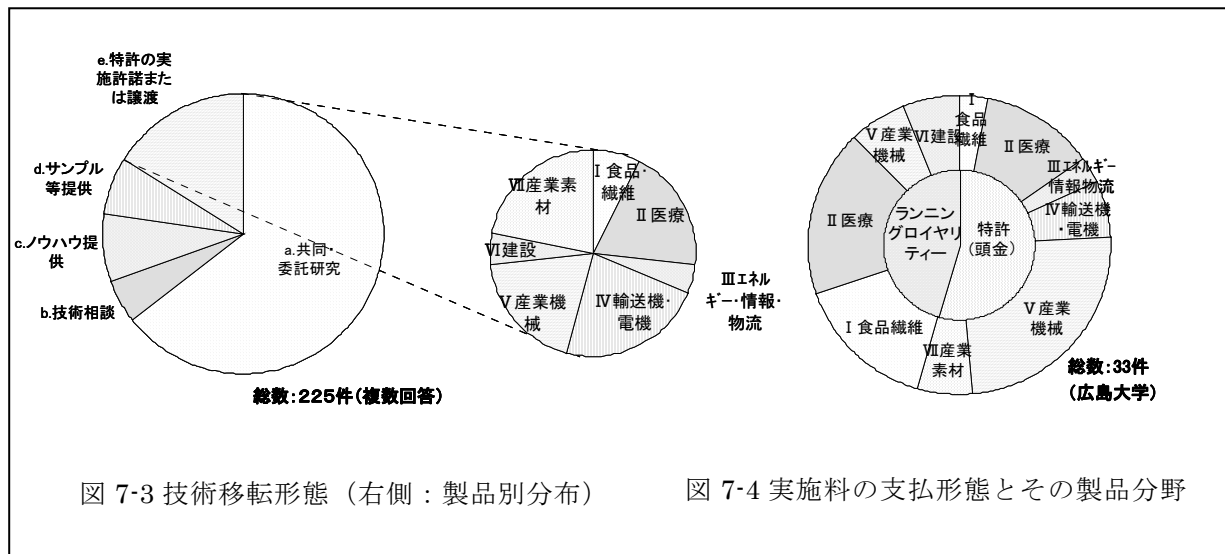 e.特許の実
施許諾また
は譲渡
d.サンプル
等提供
c.ノウハウ提
供
b.技術相談
a.共同・
委託研究
総数:225件(複数回答)
Ⅰ食品・
繊維
Ⅱ医療
Ⅲエネル
ギー・情報・
物流
Ⅳ輸送機・
電機
Ⅴ産業機
械
Ⅵ建設
Ⅶ産業素
材
Ⅰ
食品
繊維
Ⅱ医療
Ⅲエネルギー
情報物流
Ⅳ輸送機
・電機
Ⅴ産業
機械
Ⅶ産業
素材
Ⅰ食品繊維
Ⅱ医療
Ⅴ産業
機械
Ⅵ建設
ランニン
グロイヤリ
ティー
特許
(頭金)
総数:33件
(広島大学)
図 7-3 技術移転形態（右側：製品別分布）
図 7-4 実施料の支払形態とその製品分野